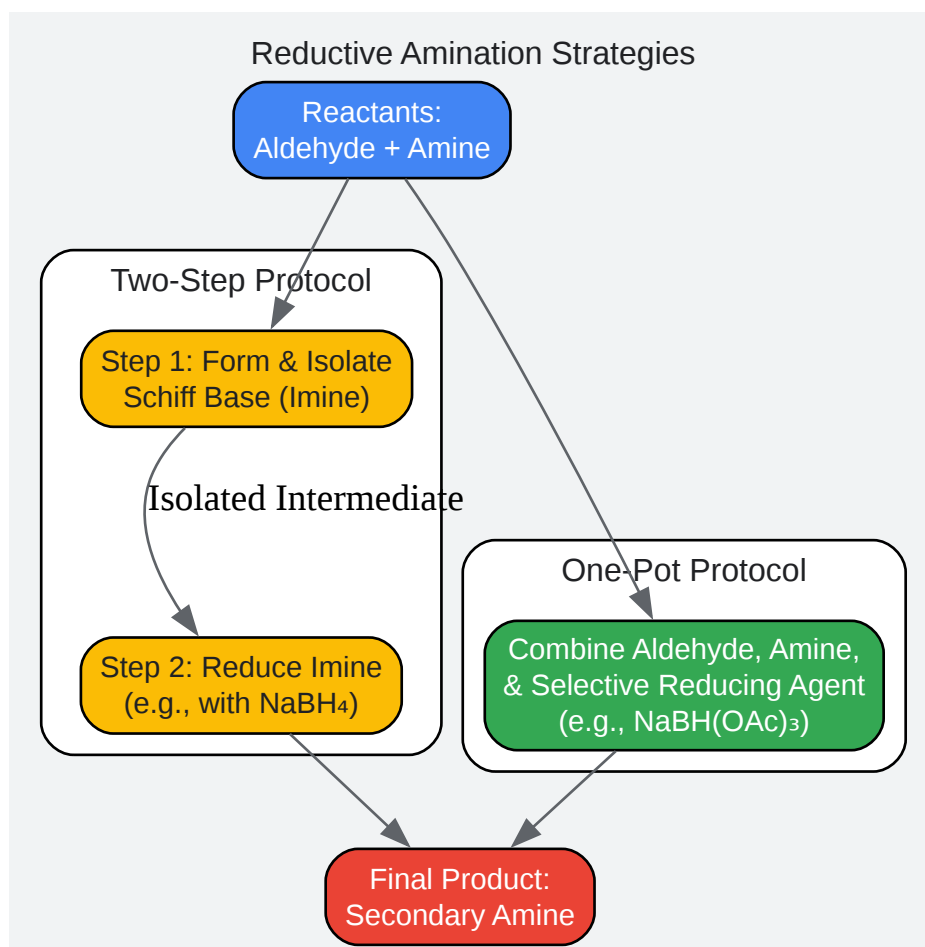 Reductive Amination Strategies
Reactants:
Aldehyde + Amine
Two-Step Protocol
Step 1: Form & Isolate
Schiff Base (Imine)
Isolated Intermediate
Step 2: Reduce Imine
(e.g., with NaBH₄)
One-Pot Protocol
Combine Aldehyde, Amine,
& Selective Reducing Agent
(e.g., NaBH(OAc)₃)
Final Product:
Secondary Amine